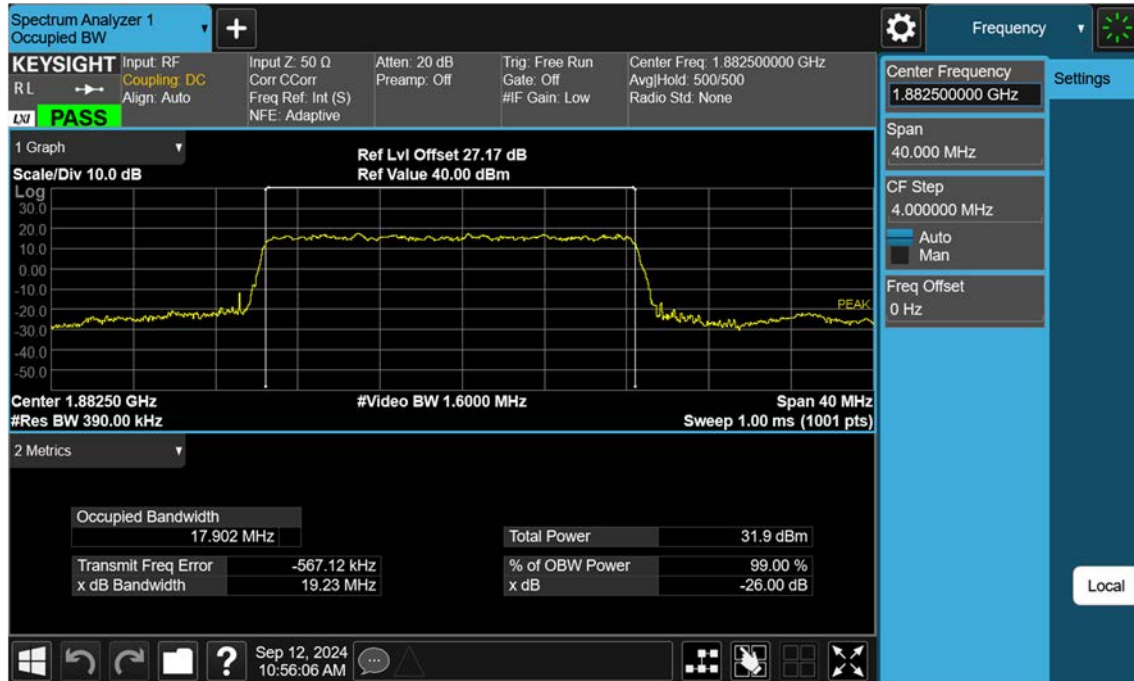 Spectrum Analyzer 1
Occupied BW
+
Frequency
KEYSIGHT
R L
LXI PASS
Input: RF
Coupling: DC
Align: Auto
Input Z: 50 Ω
Corr CCorr
Freq Ref: Int (S)
NFE: Adaptive
Atten: 20 dB
Preamp: Off
Trig: Free Run
Gate: Off
#IF Gain: Low
Center Freq: 1.882500000 GHz
Avg|Hold: 500/500
Radio Std: None
Center Frequency
1.882500000 GHz
Settings
Span
40.000 MHz
CF Step
4.000000 MHz
Auto
Man
Freq Offset
0 Hz
Local
1 Graph
Scale/Div 10.0 dB
Ref Lvl Offset 27.17 dB
Ref Value 40.00 dBm
Log
30.0
20.0
10.0
0.00
-10.0
-20.0
-30.0
-40.0
-50.0
PEAK
Center 1.88250 GHz
#Video BW 1.6000 MHz
Span 40 MHz
#Res BW 390.00 kHz
Sweep 1.00 ms (1001 pts)
2 Metrics
Occupied Bandwidth
17.902 MHz
Total Power 31.9 dBm
Transmit Freq Error -567.12 kHz
% of OBW Power 99.00 %
x dB Bandwidth 19.23 MHz
x dB -26.00 dB
?
Sep 12, 2024
10:56:06 AM